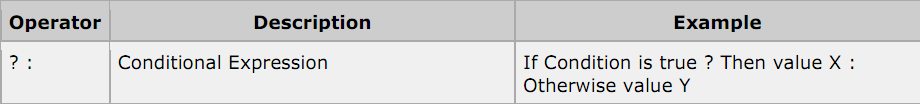 Operator Description Example
? : Conditional Expression If Condition is true ? Then value X :
Otherwise value Y